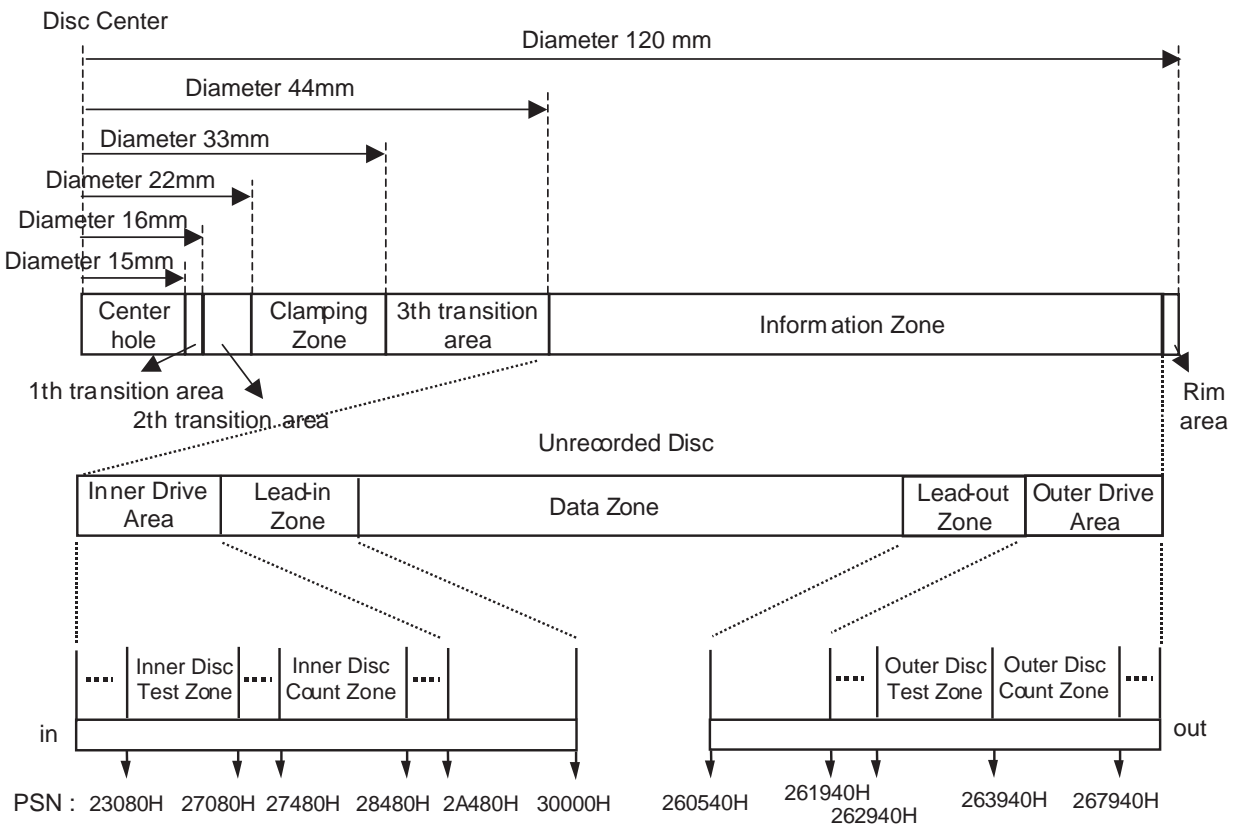 Disc Center
Diameter 120 mm
Diameter 44mm
Diameter 33mm
Diameter 22mm
Diameter 16mm
Diameter 15mm
Center
hole
Clamping
Zone
3th transition
area
Information Zone
1th transition area
2th transition area
Rim
area
Unrecorded Disc
Inner Drive
Area
Lead-in
Zone
Data Zone
Lead-out
Zone
Outer Drive
Area
Inner Disc
Test Zone
Inner Disc
Count Zone
Outer Disc
Test Zone
Outer Disc
Count Zone
in
out
PSN : 23080H 27080H 27480H 28480H 2A480H 30000H 260540H 261940H 262940H 263940H 267940H